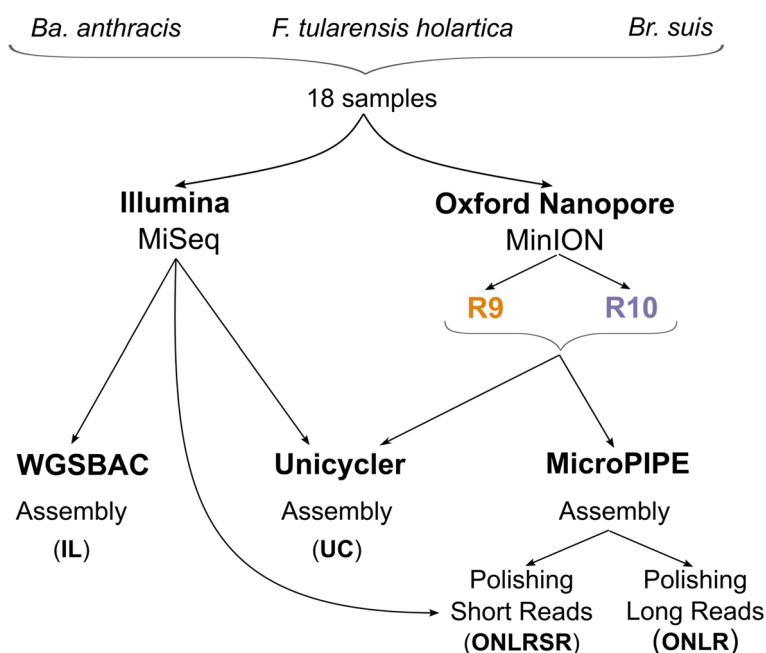 Ba. anthracis F. tularensis holartica Br. suis
18 samples
Illumina Oxford Nanopore
MiSeq MinION
R9 R10
WGSBAC Unicycler MicroPIPE
Assembly Assembly Assembly
(IL) (UC)
Polishing Polishing
Short Reads Long Reads
(ONLRSR) (ONLR)